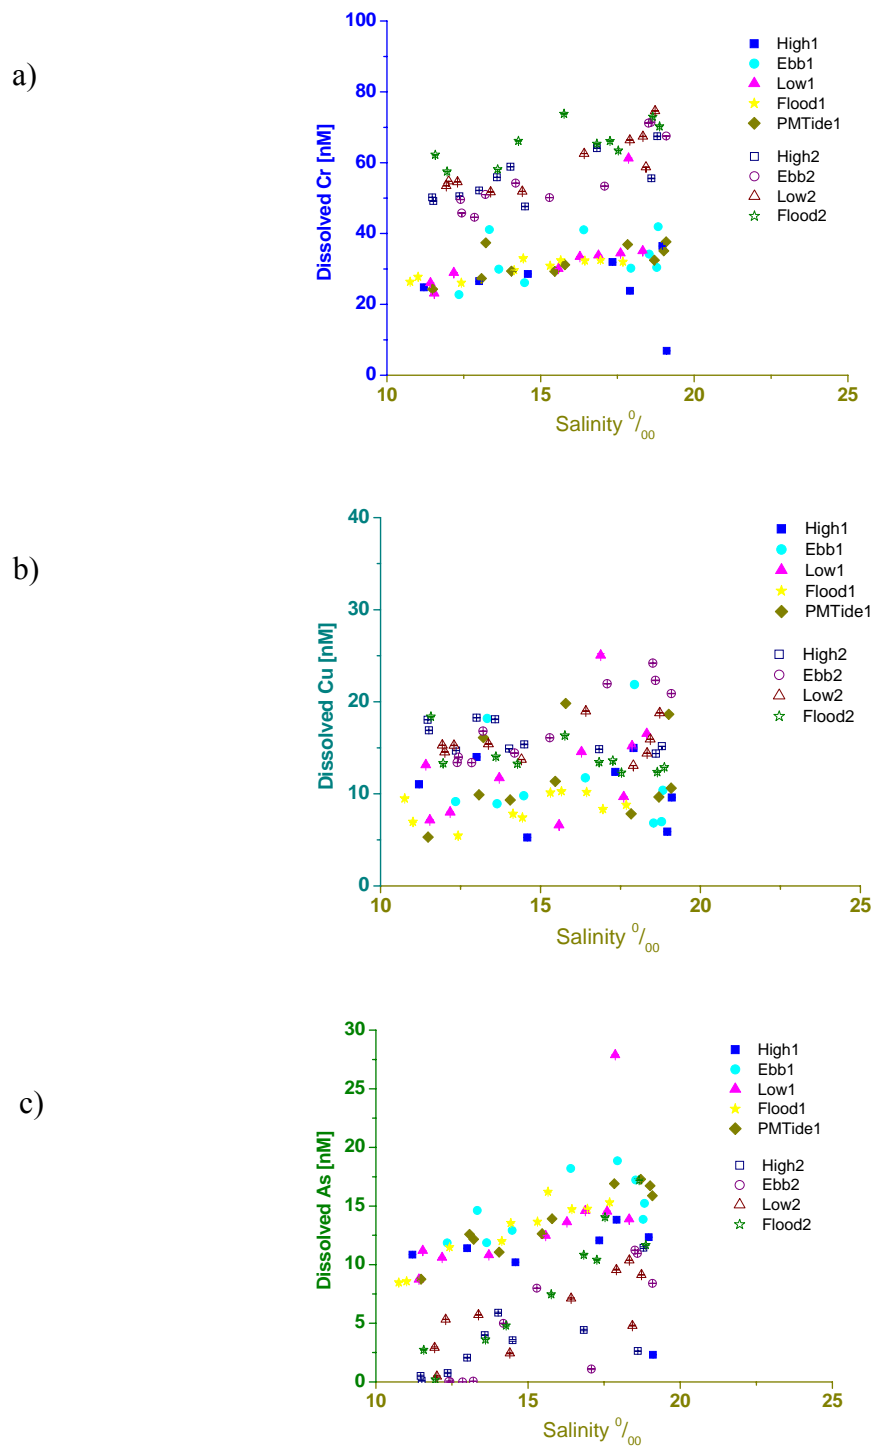 a)
Dissolved Cr [nM]
100
80
60
40
20
0
10
15
20
25
Salinity 0/00
High1
Ebb1
Low1
Flood1
PMTide1
High2
Ebb2
Low2
Flood2
b)
Dissolved Cu [nM]
40
30
20
10
0
10
15
20
25
Salinity 0/00
High1
Ebb1
Low1
Flood1
PMTide1
High2
Ebb2
Low2
Flood2
c)
Dissolved As [nM]
30
25
20
15
10
5
0
10
15
20
25
Salinity 0/00
High1
Ebb1
Low1
Flood1
PMTide1
High2
Ebb2
Low2
Flood2